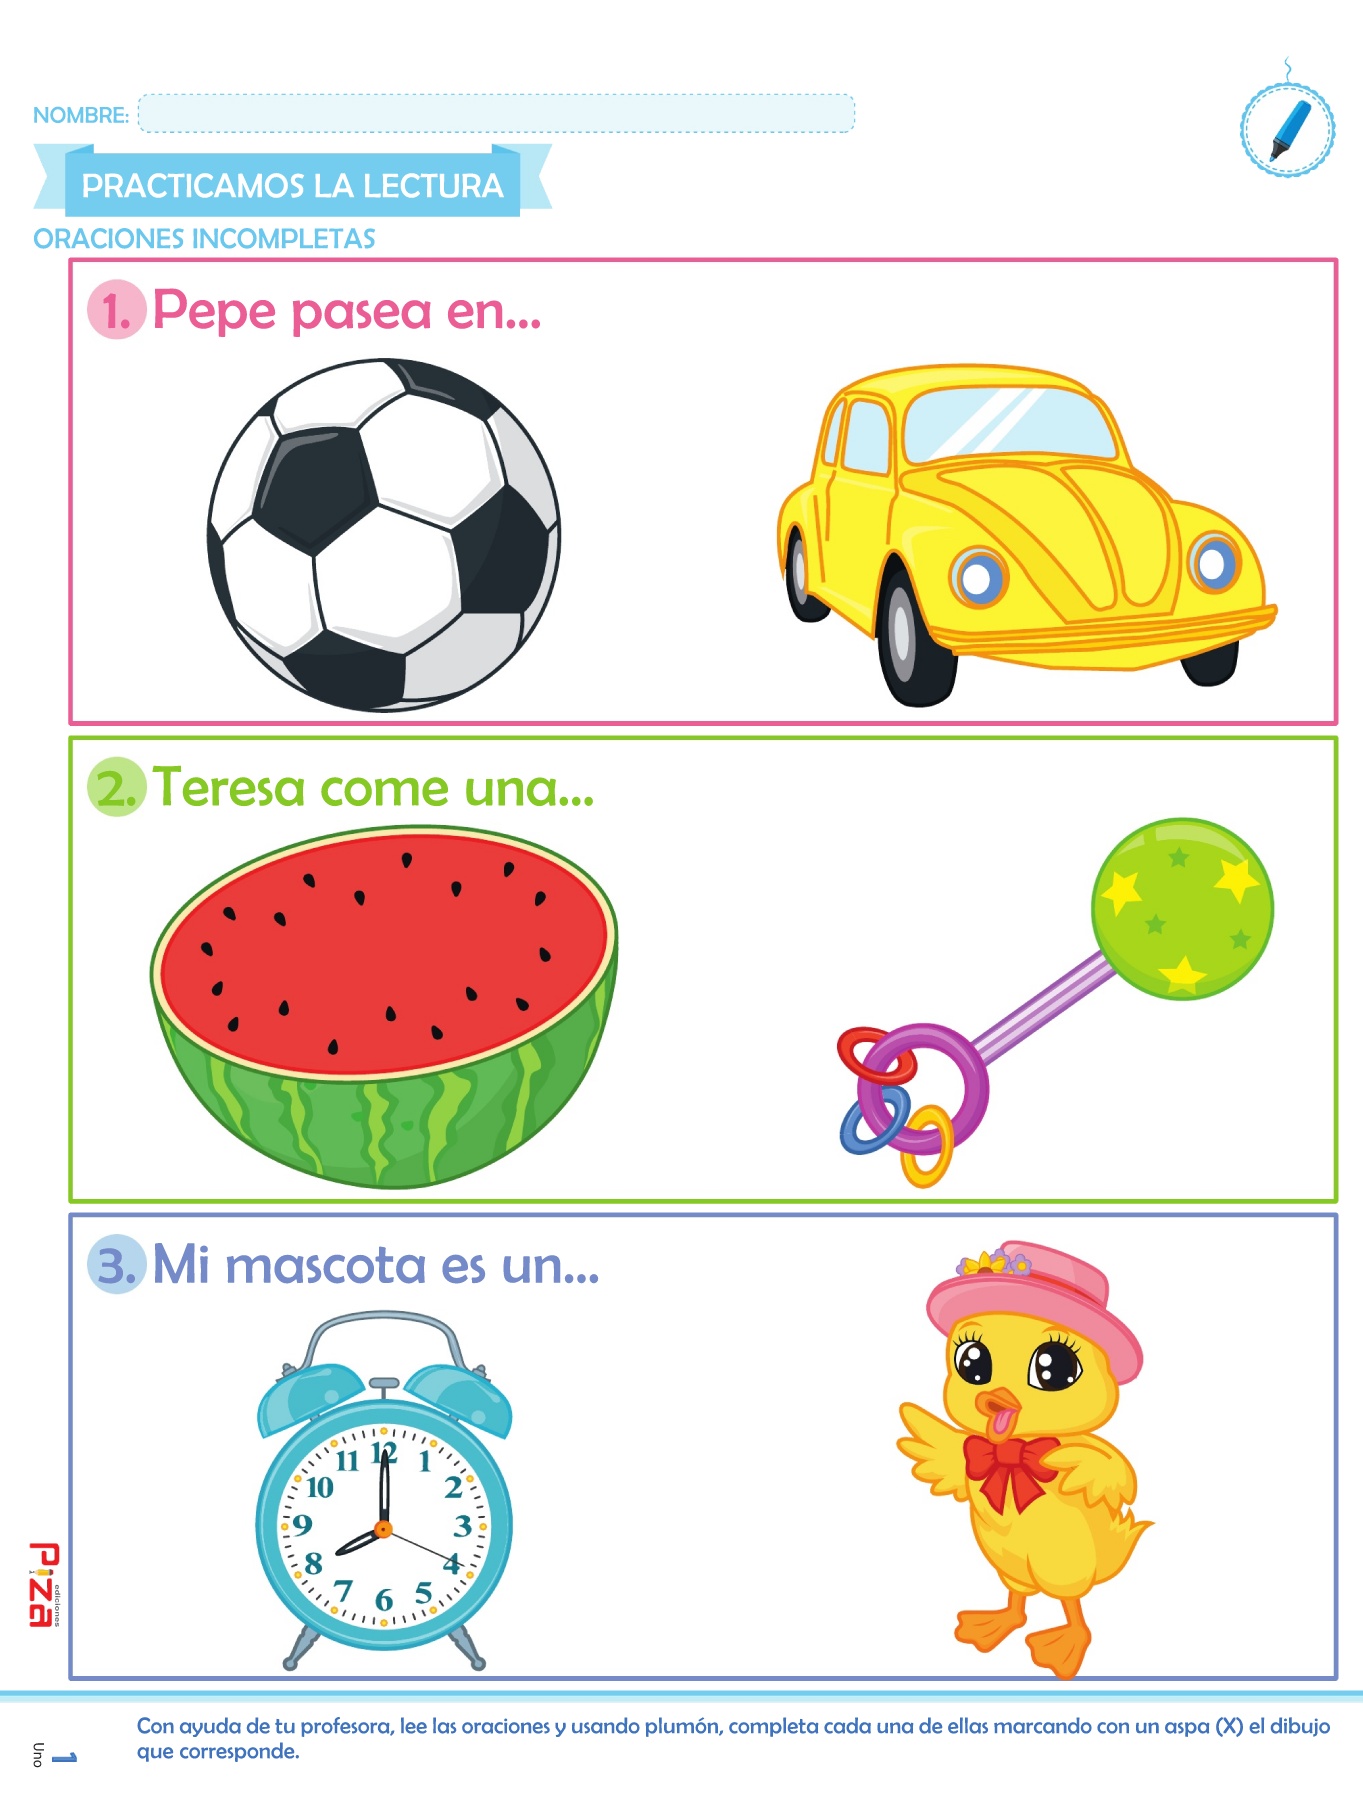 NOMBRE:
PRACTICAMOS LA LECTURA
ORACIONES INCOMPLETAS
1. Pepe pasea en...
2. Teresa come una...
3. Mi mascota es un...
12
11 1
10 2
9 3
8 4
7 5
6
Piza
ediciones
Con ayuda de tu profesora, lee las oraciones y usando plumón, completa cada una de ellas marcando con un aspa (X) el dibujo
que corresponde.
1
Uno